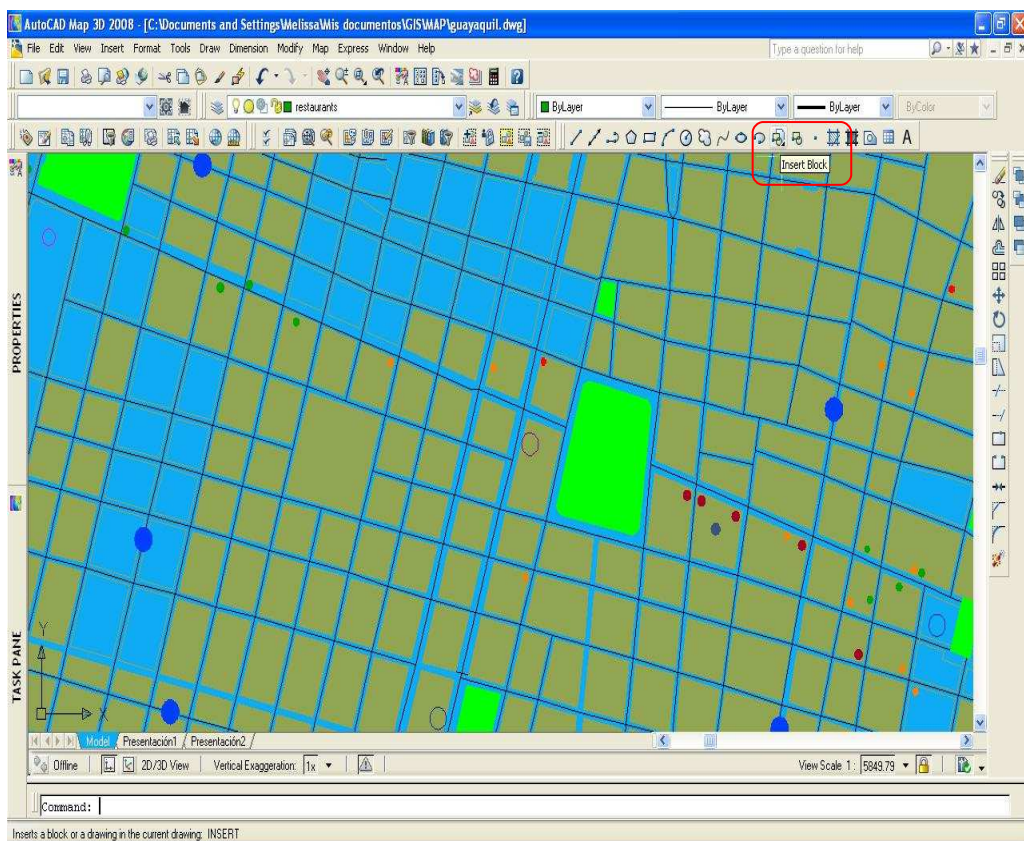 AutoCAD Map 3D 2008 - [C:\Documents and Settings\Melissa\Mis documentos\GIS\MAP\guayaquil.dwg]
File Edit View Insert Format Tools Draw Dimension Modify Map Express Window Help Type a question for help
restaurants ByLayer ByLayer ByLayer ByColor
A
Insert Block
PROPERTIES
TASK PANE
Y
X
Model Presentación1 Presentación2
Offline 2D/3D View Vertical Exaggeration: 1x View Scale 1: 5849.79
Command:
Inserts a block or a drawing in the current drawing: INSERT